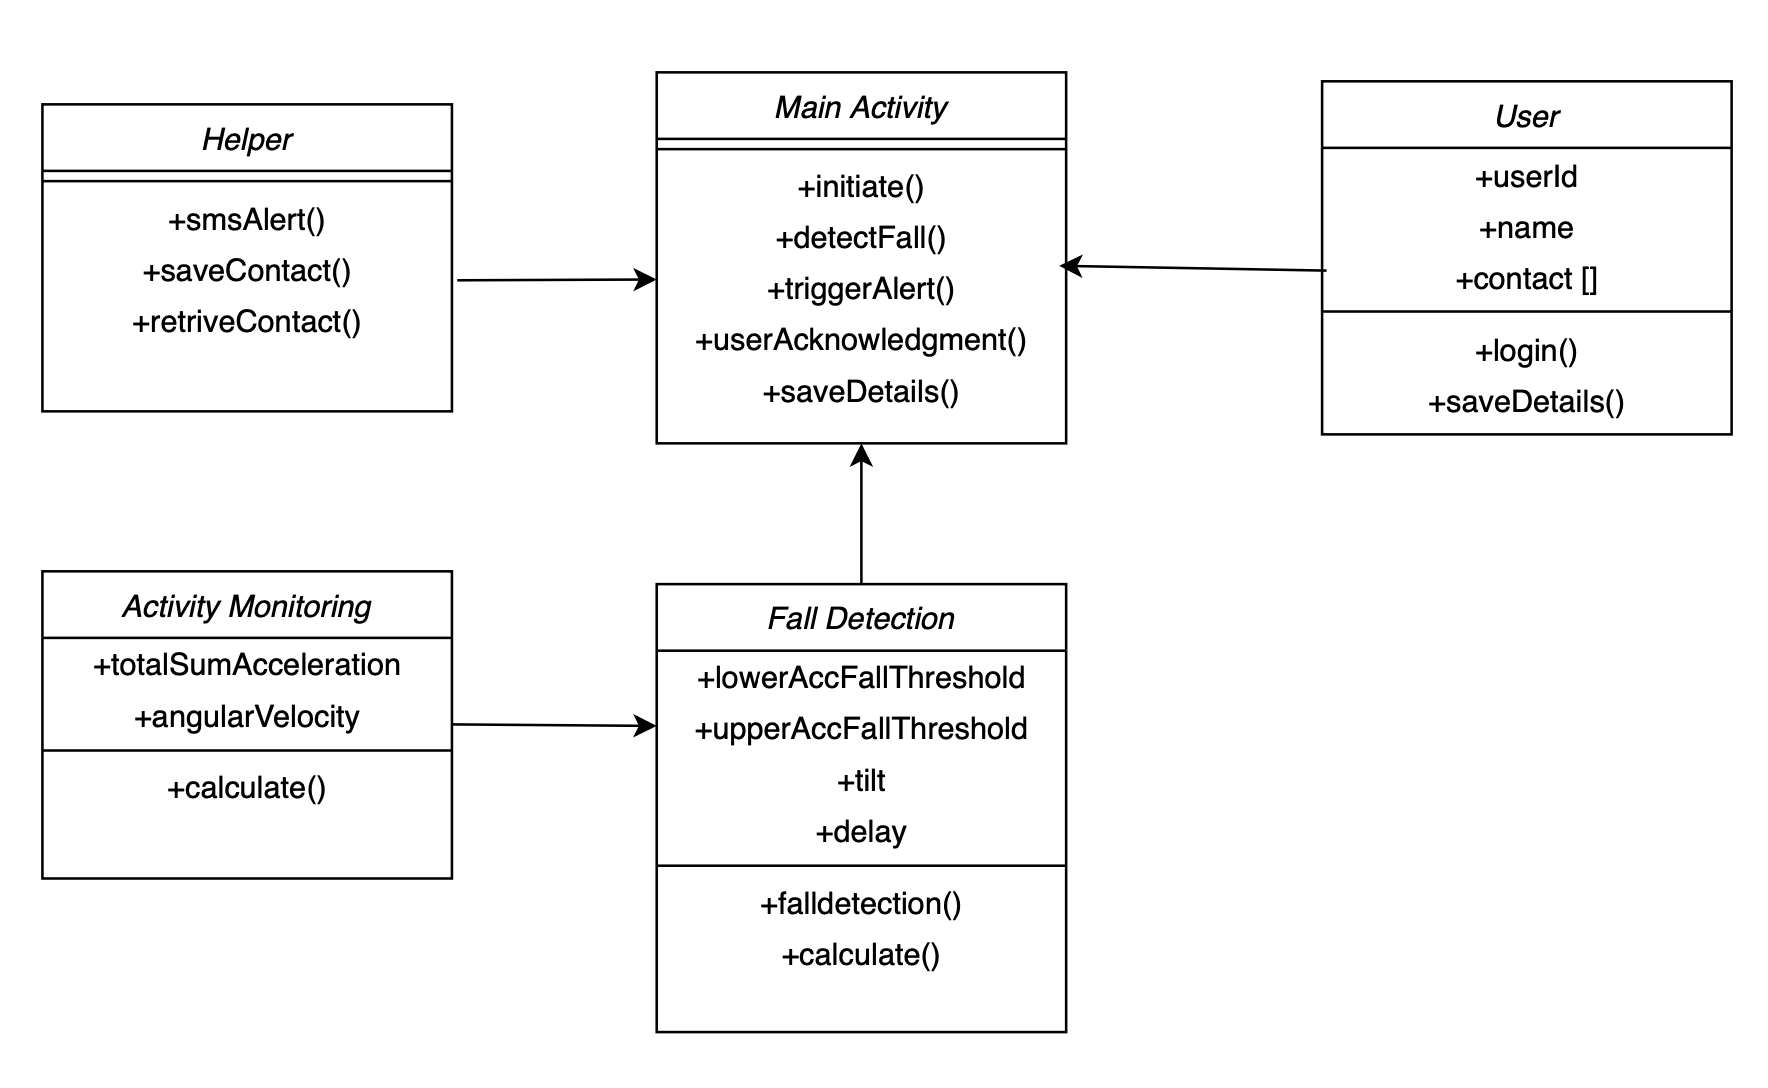 Helper
+smsAlert()
+saveContact()
+retriveContact()
Main Activity
+initiate()
+detectFall()
+triggerAlert()
+userAcknowledgment()
+saveDetails()
User
+userId
+name
+contact []
+login()
+saveDetails()
Activity Monitoring
+totalSumAcceleration
+angularVelocity
+calculate()
Fall Detection
+lowerAccFallThreshold
+upperAccFallThreshold
+tilt
+delay
+falldetection()
+calculate()